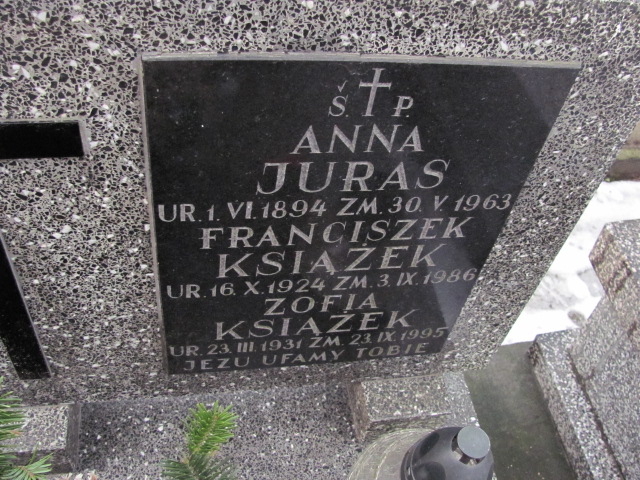 Ś. P.
ANNA
JURAS
UR. 1. VI. 1894 ZM. 30. V. 1963
FRANCISZEK
KSIĄŻEK
UR. 16. X. 1924 ZM. 3. IX. 1986
ZOFIA
KSIĄŻEK
UR. 23. III. 1931 ZM 23. IX. 1995
JEZU UFAMY TOBIE